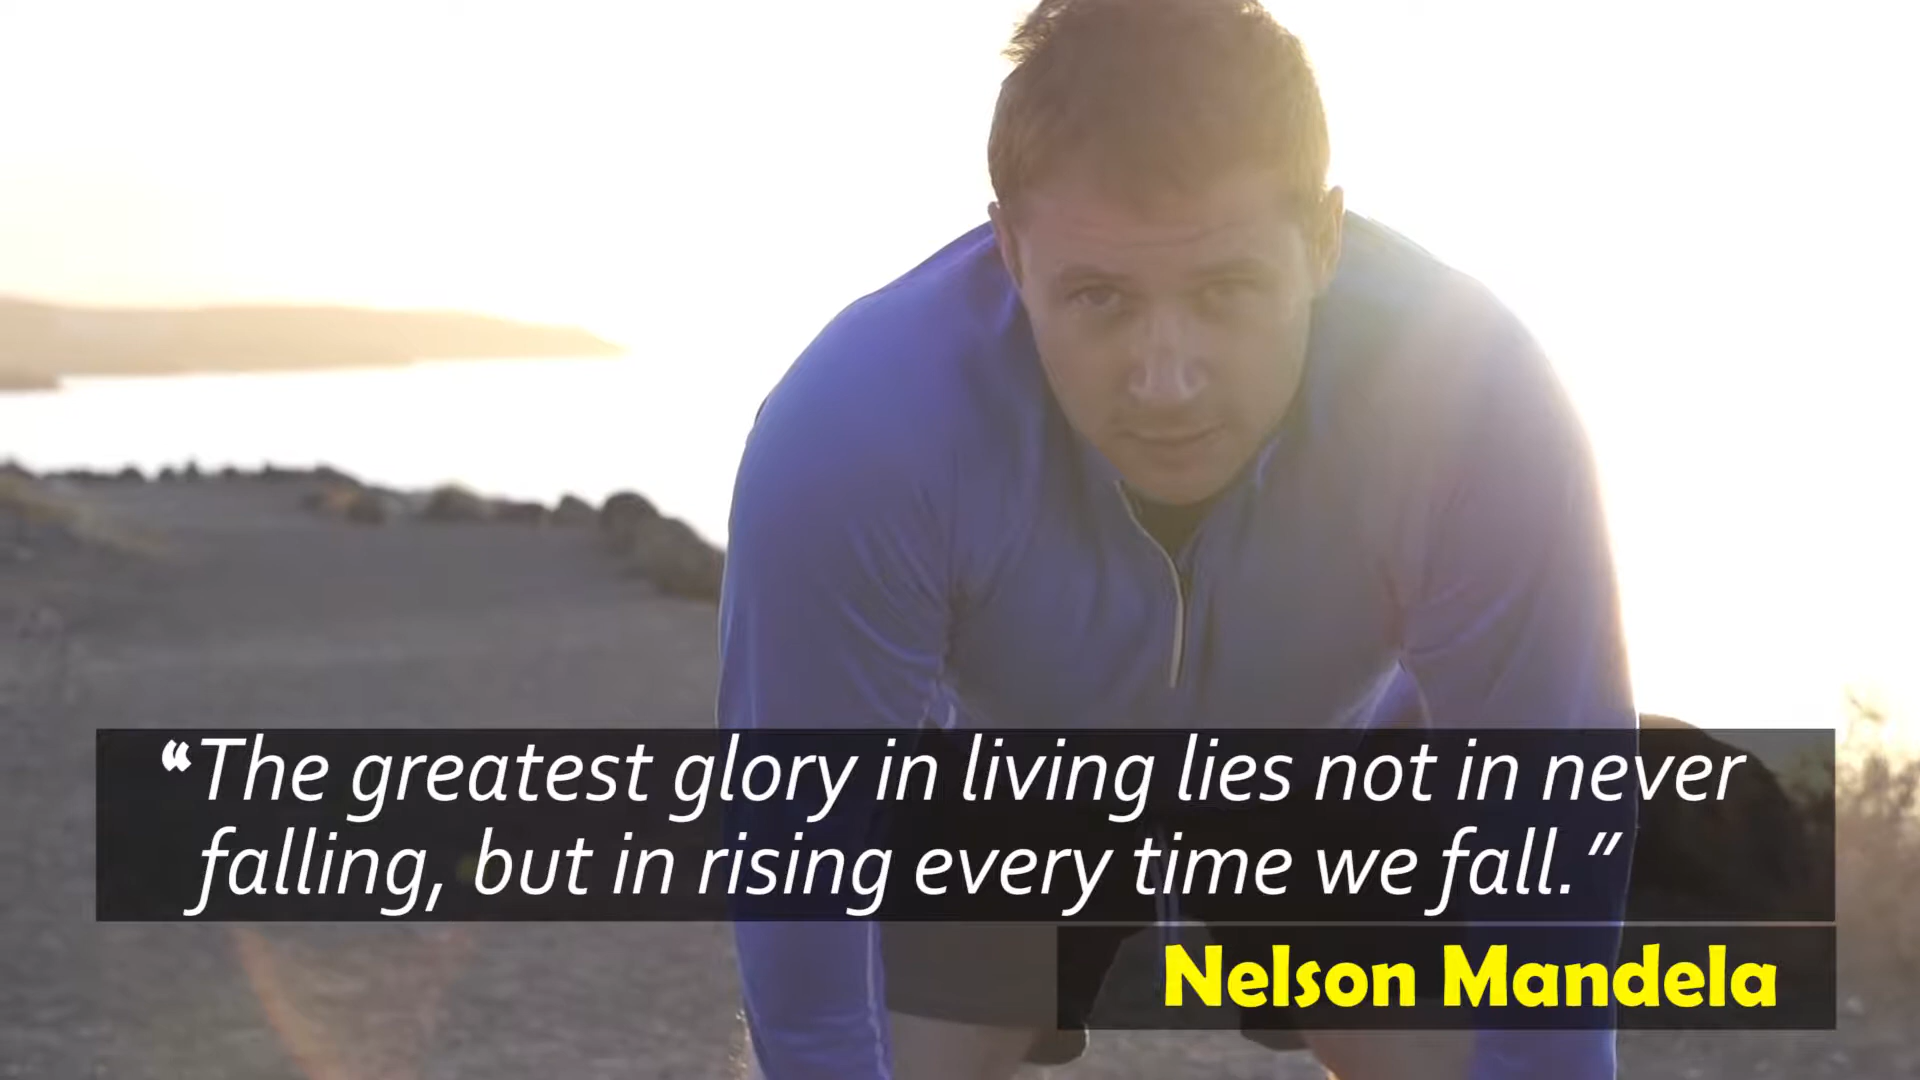 “The greatest glory in living lies not in never
falling, but in rising every time we fall.”
Nelson Mandela